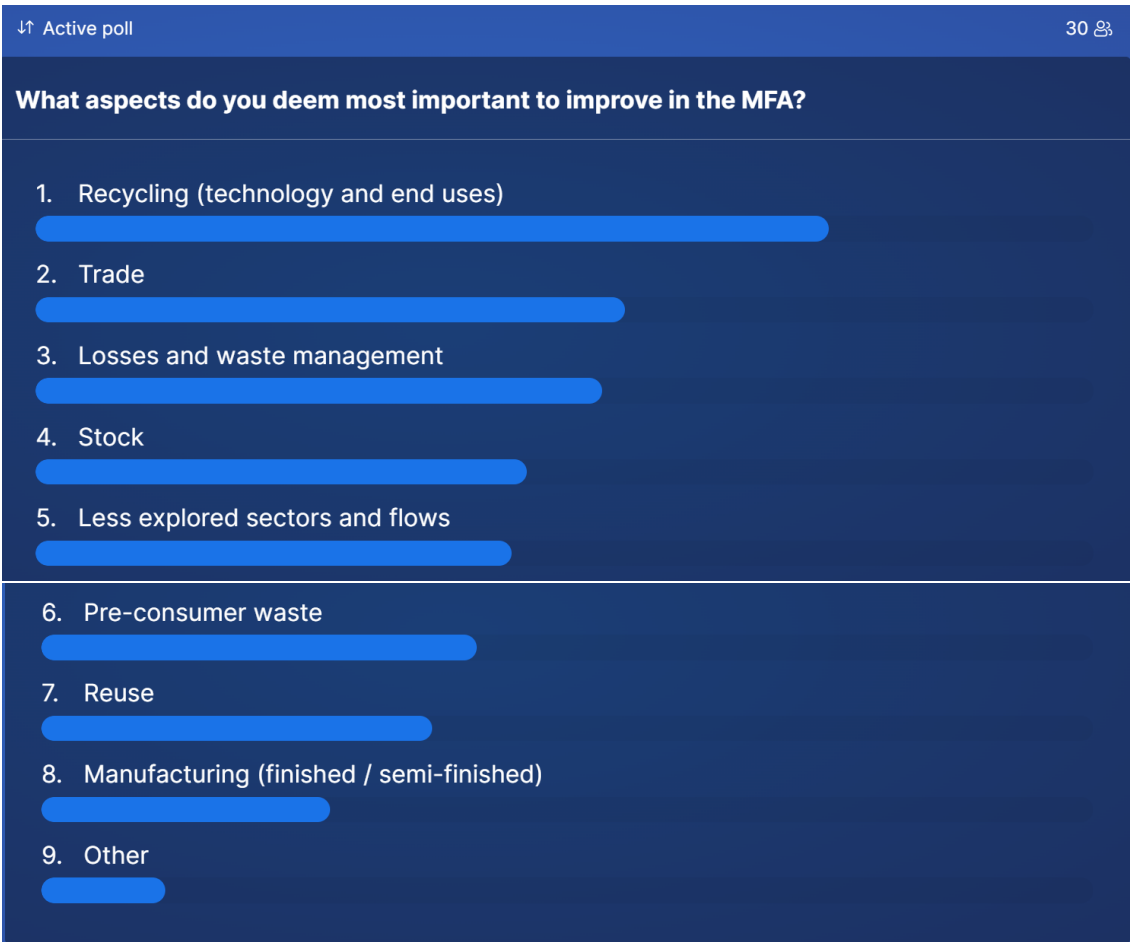 Active poll
30
What aspects do you deem most important to improve in the MFA?
1. Recycling (technology and end uses)
2. Trade
3. Losses and waste management
4. Stock
5. Less explored sectors and flows
6. Pre-consumer waste
7. Reuse
8. Manufacturing (finished / semi-finished)
9. Other